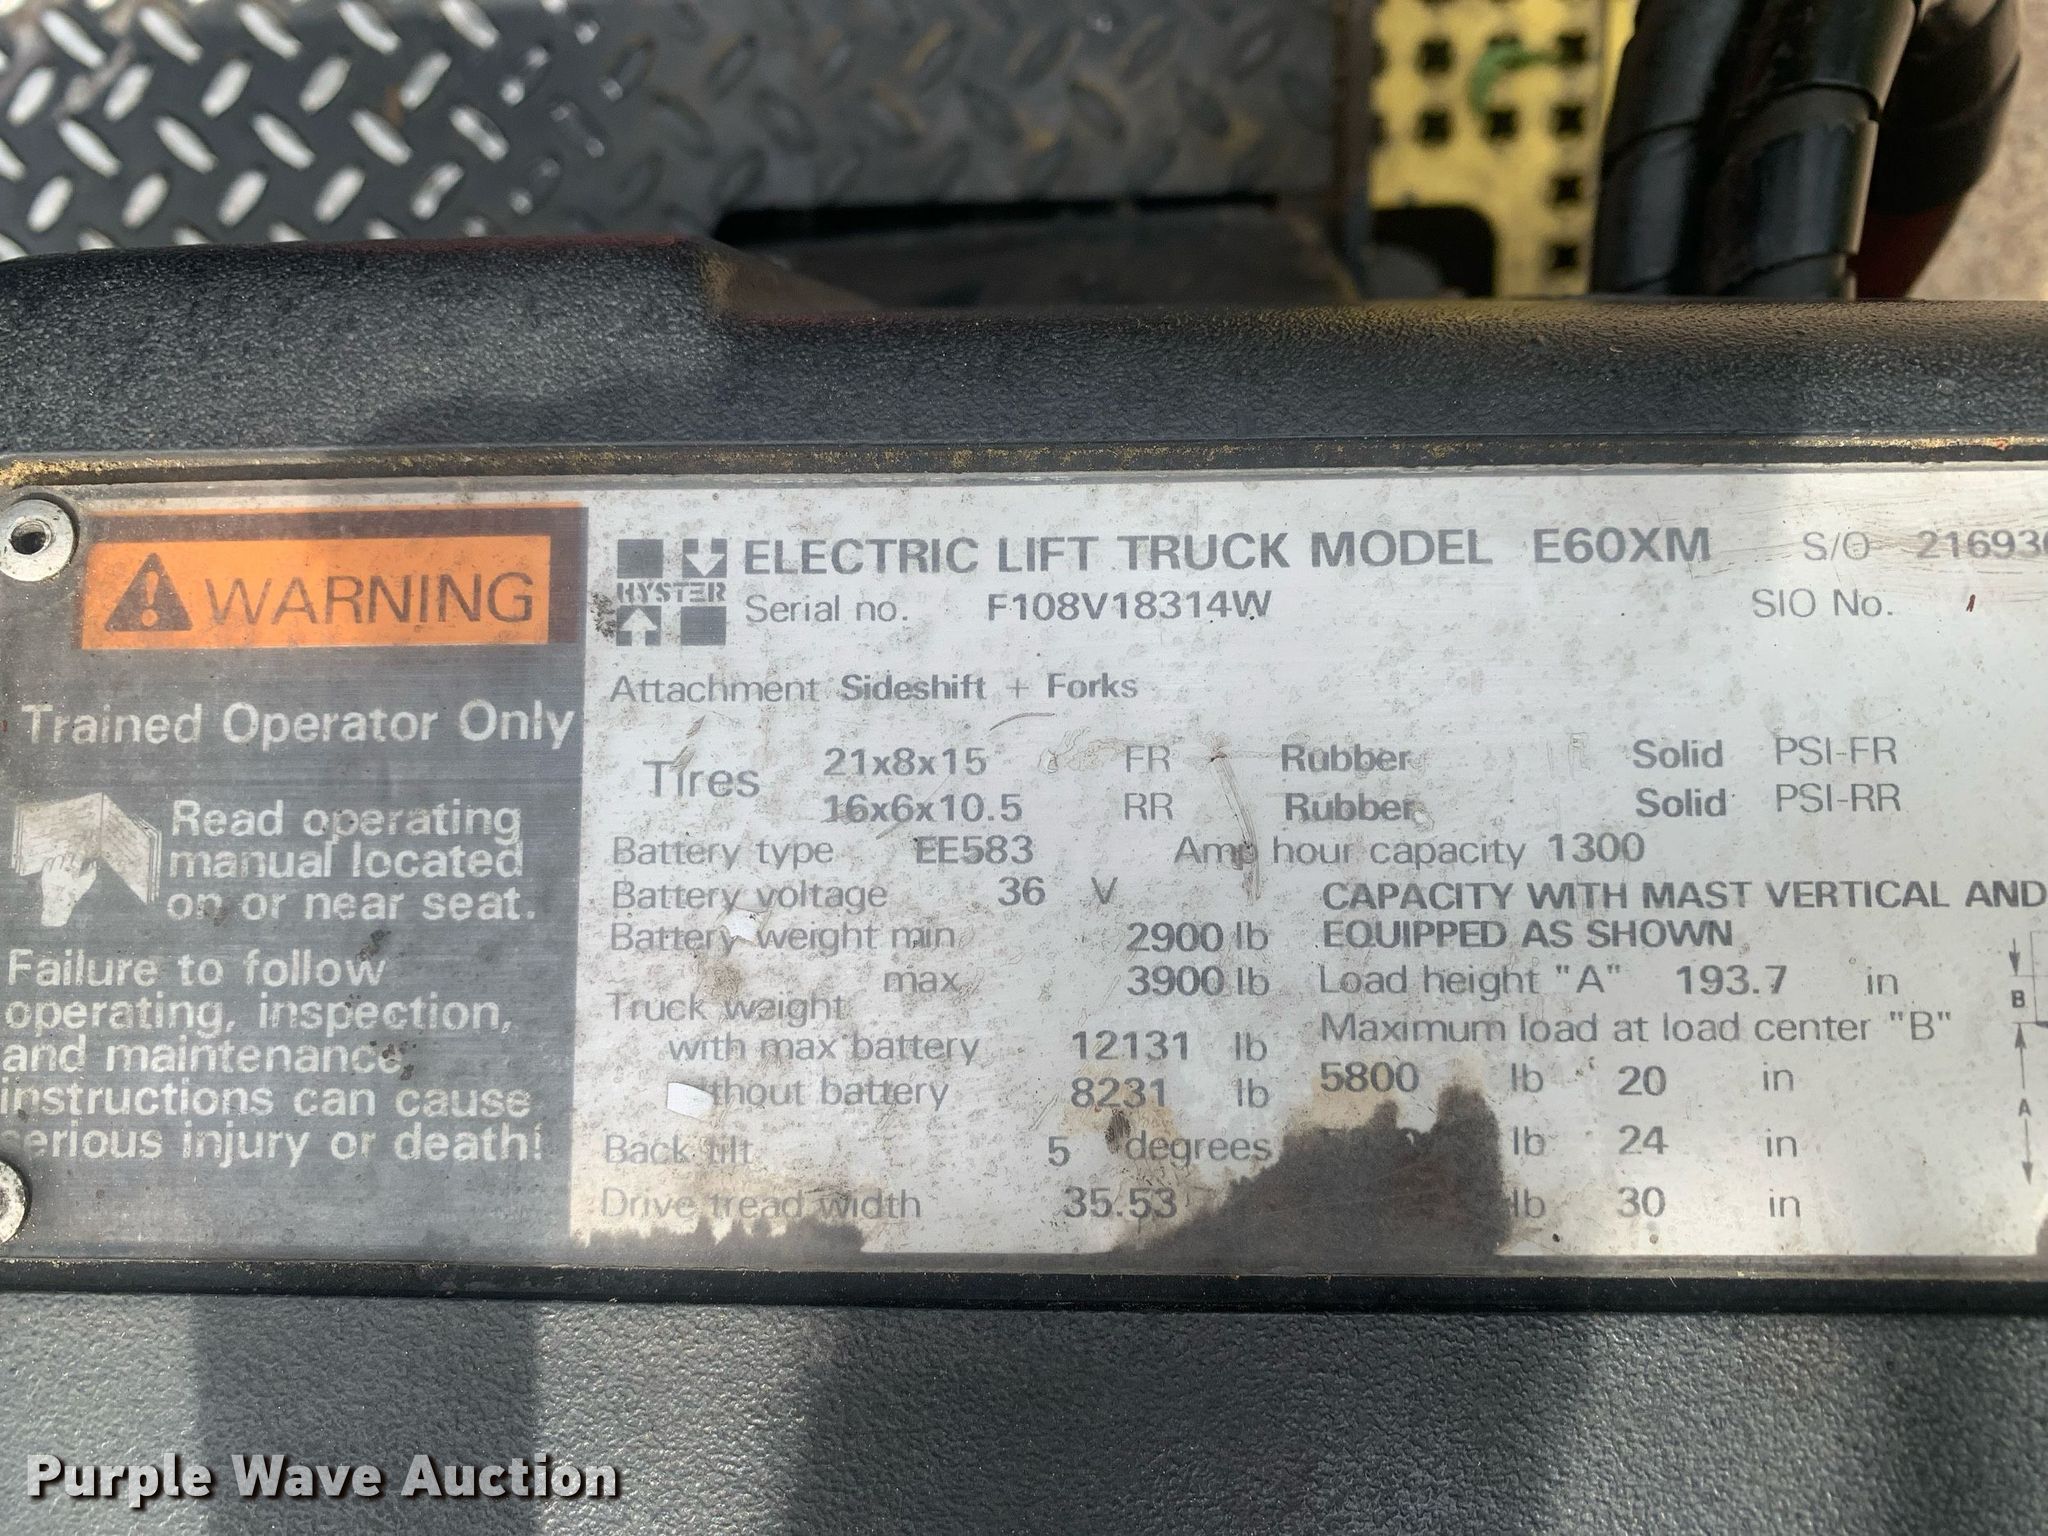 WARNING
Trained Operator Only
Read operating
manual located
on or near seat.
Failure to follow
operating, inspection,
and maintenance
instructions can cause
serious injury or death!
HYSTER
ELECTRIC LIFT TRUCK MODEL E60XM S/O
Serial no. F108V18314W SIO No.
Attachment Sideshift + Forks
Tires 21x8x15 FR Rubber Solid PSI-FR
16x6x10.5 RR Rubber Solid PSI-RR
Battery type EE583 Amp hour capacity 1300
Battery voltage 36 V
Battery weight min 2900 lb
max 3900 lb
Truck weight
with max battery 12131 lb
battery 8231 lb
Back tilt 5 degrees
Drive tread width 35.53
CAPACITY WITH MAST VERTICAL AND
EQUIPPED AS SHOWN
Load height "A" 193.7 in
Maximum load at load center "B"
5800 lb 20 in
lb 24 in
lb 30 in
B
A
Purple Wave Auction